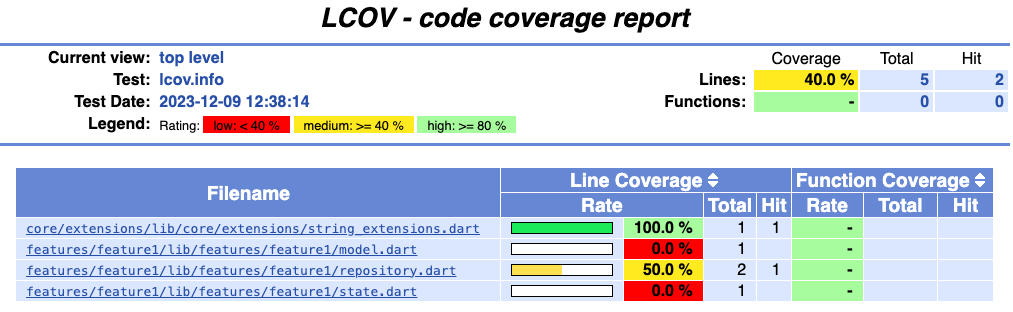 LCOV - code coverage report
Current view: top level Coverage Total Hit
Test: lcov.info Lines: 40.0 % 5 2
Test Date: 2023-12-09 12:38:14 Functions: - 0 0
Legend: Rating: low: < 40 % medium: >= 40 % high: >= 80 %
Filename Line Coverage Function Coverage
Rate Total Hit Rate Total Hit
core/extensions/lib/core/extensions/string_extensions.dart 100.0 % 1 1 -
features/feature1/lib/features/feature1/model.dart 0.0 % 1 -
features/feature1/lib/features/feature1/repository.dart 50.0 % 2 1 -
features/feature1/lib/features/feature1/state.dart 0.0 % 1 -